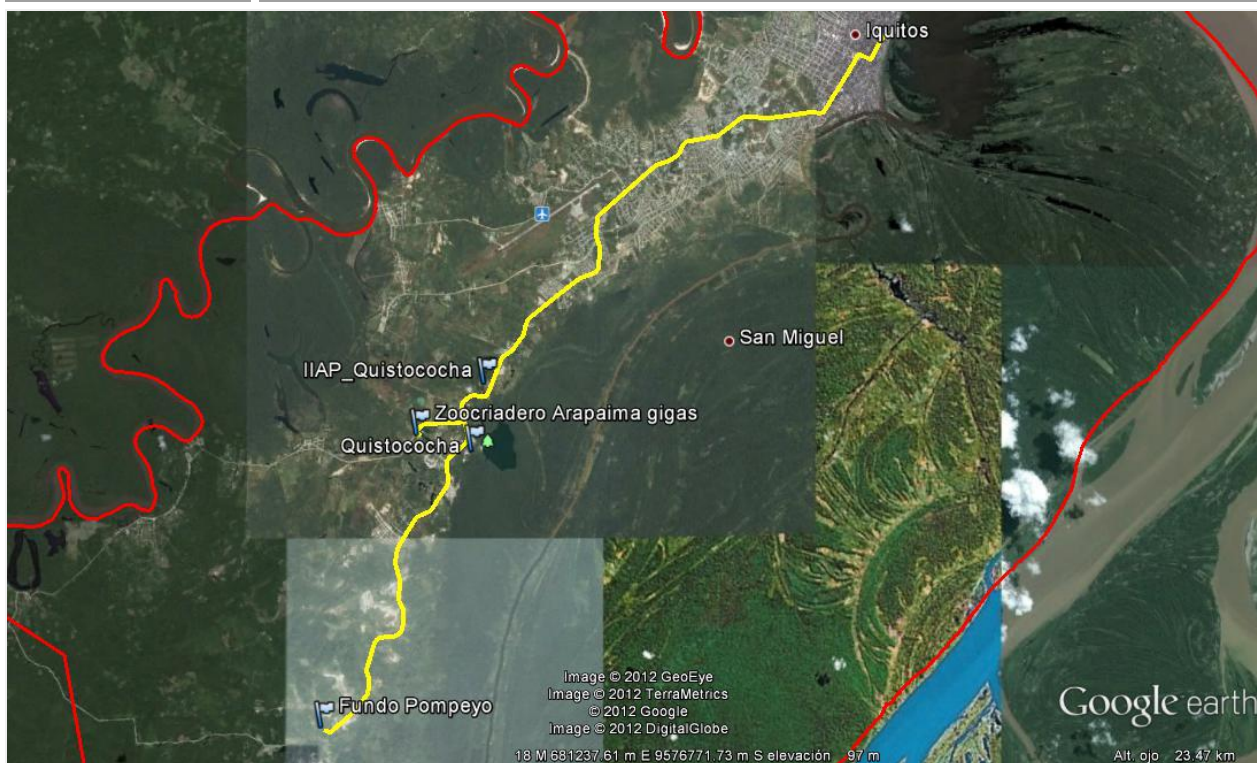 Iquitos
San Miguel
IIAP_Quistococha
Zoocriadero Arapaima gigas
Quistococha
Fundo Pompeyo
Image © 2012 GeoEye
Image © 2012 TerraMetrics
© 2012 Google
Image © 2012 DigitalGlobe
Google earth
18 M 681237.61 m E 9576771.73 m S elevación 97 m
Alt. ojo 23.47 km